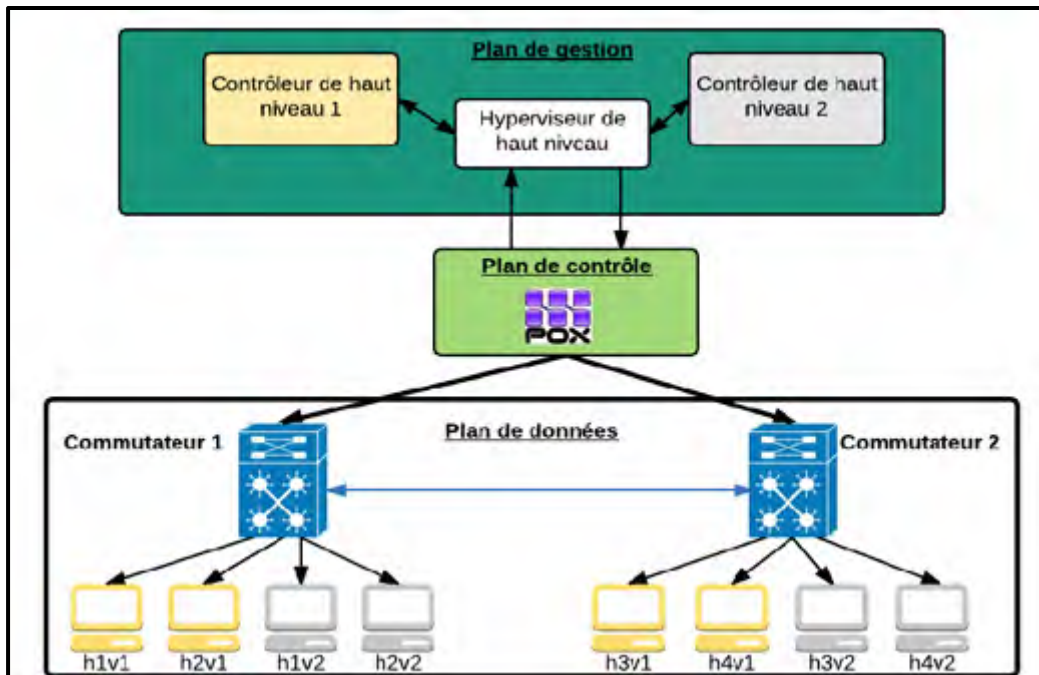 Plan de gestion
Contrôleur de haut
niveau 1
Hyperviseur de
haut niveau
Contrôleur de haut
niveau 2
Plan de contrôle
POX
Commutateur 1
Plan de données
Commutateur 2
h1v1
h2v1
h1v2
h2v2
h3v1
h4v1
h3v2
h4v2